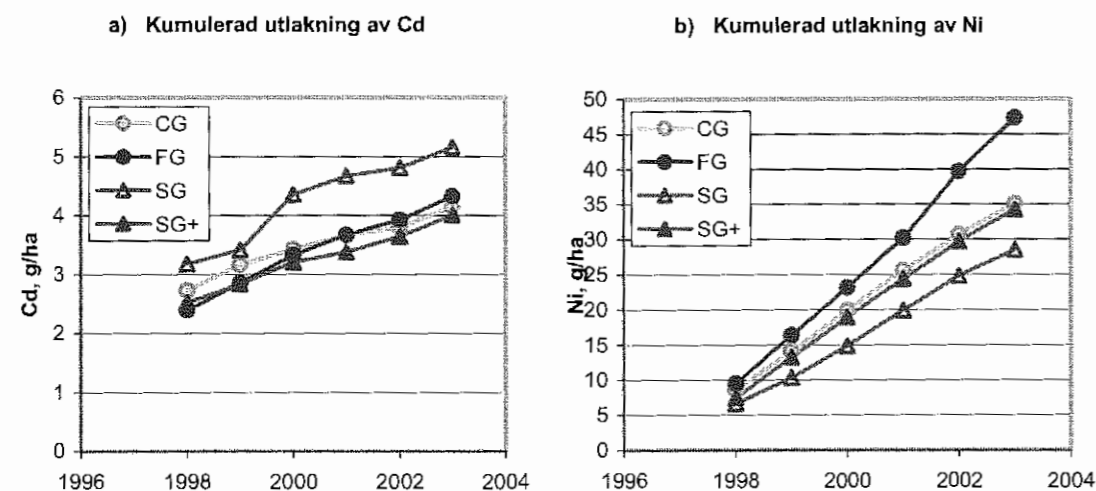 a) Kumulerad utlakning av Cd
6
5
4
3
2
1
0
Cd, g/ha
CG
FG
SG
SG+
1996 1998 2000 2002 2004
b) Kumulerad utlakning av Ni
50
45
40
35
30
25
20
15
10
5
0
Ni, g/ha
CG
FG
SG
SG+
1996 1998 2000 2002 2004